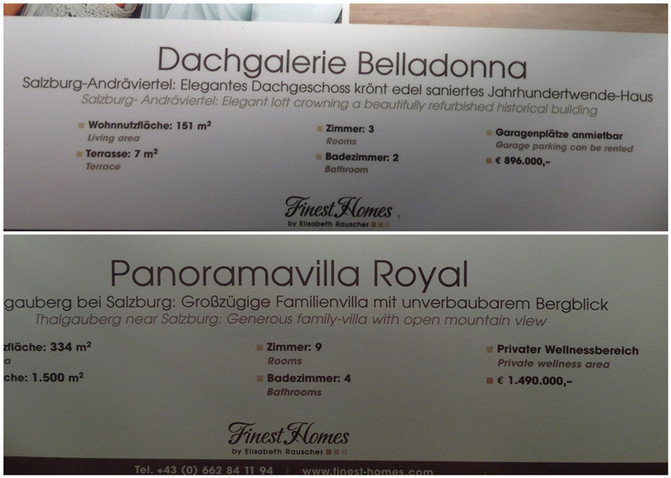 Dachgalerie Belladonna
Salzburg-Andräviertel: Elegantes Dachgeschoss krönt edel saniertes Jahrhundertwende-Haus
Salzburg- Andräviertel: Elegant loft crowning a beautifully refurbished historical building
Wohnnutzfläche: 151 m²
Living area
Terrasse: 7 m²
Terrace
Zimmer: 3
Rooms
Badezimmer: 2
Bathroom
Garagenplätze anmietbar
Garage parking can be rented
€ 896.000,–
Finest Homes
by Elisabeth Rauscher
Panoramavilla Royal
gauberg bei Salzburg: Großzügige Familienvilla mit unverbaubarem Bergblick
Thalgauberg near Salzburg: Generous family-villa with open mountain view
zfläche: 334 m²
a
che: 1.500 m²
Zimmer: 9
Rooms
Badezimmer: 4
Bathrooms
Privater Wellnessbereich
Private wellness area
€ 1.490.000,–
Finest Homes
by Elisabeth Rauscher
Tel. +43 (0) 662 84 11 94 | www.finest-homes.com